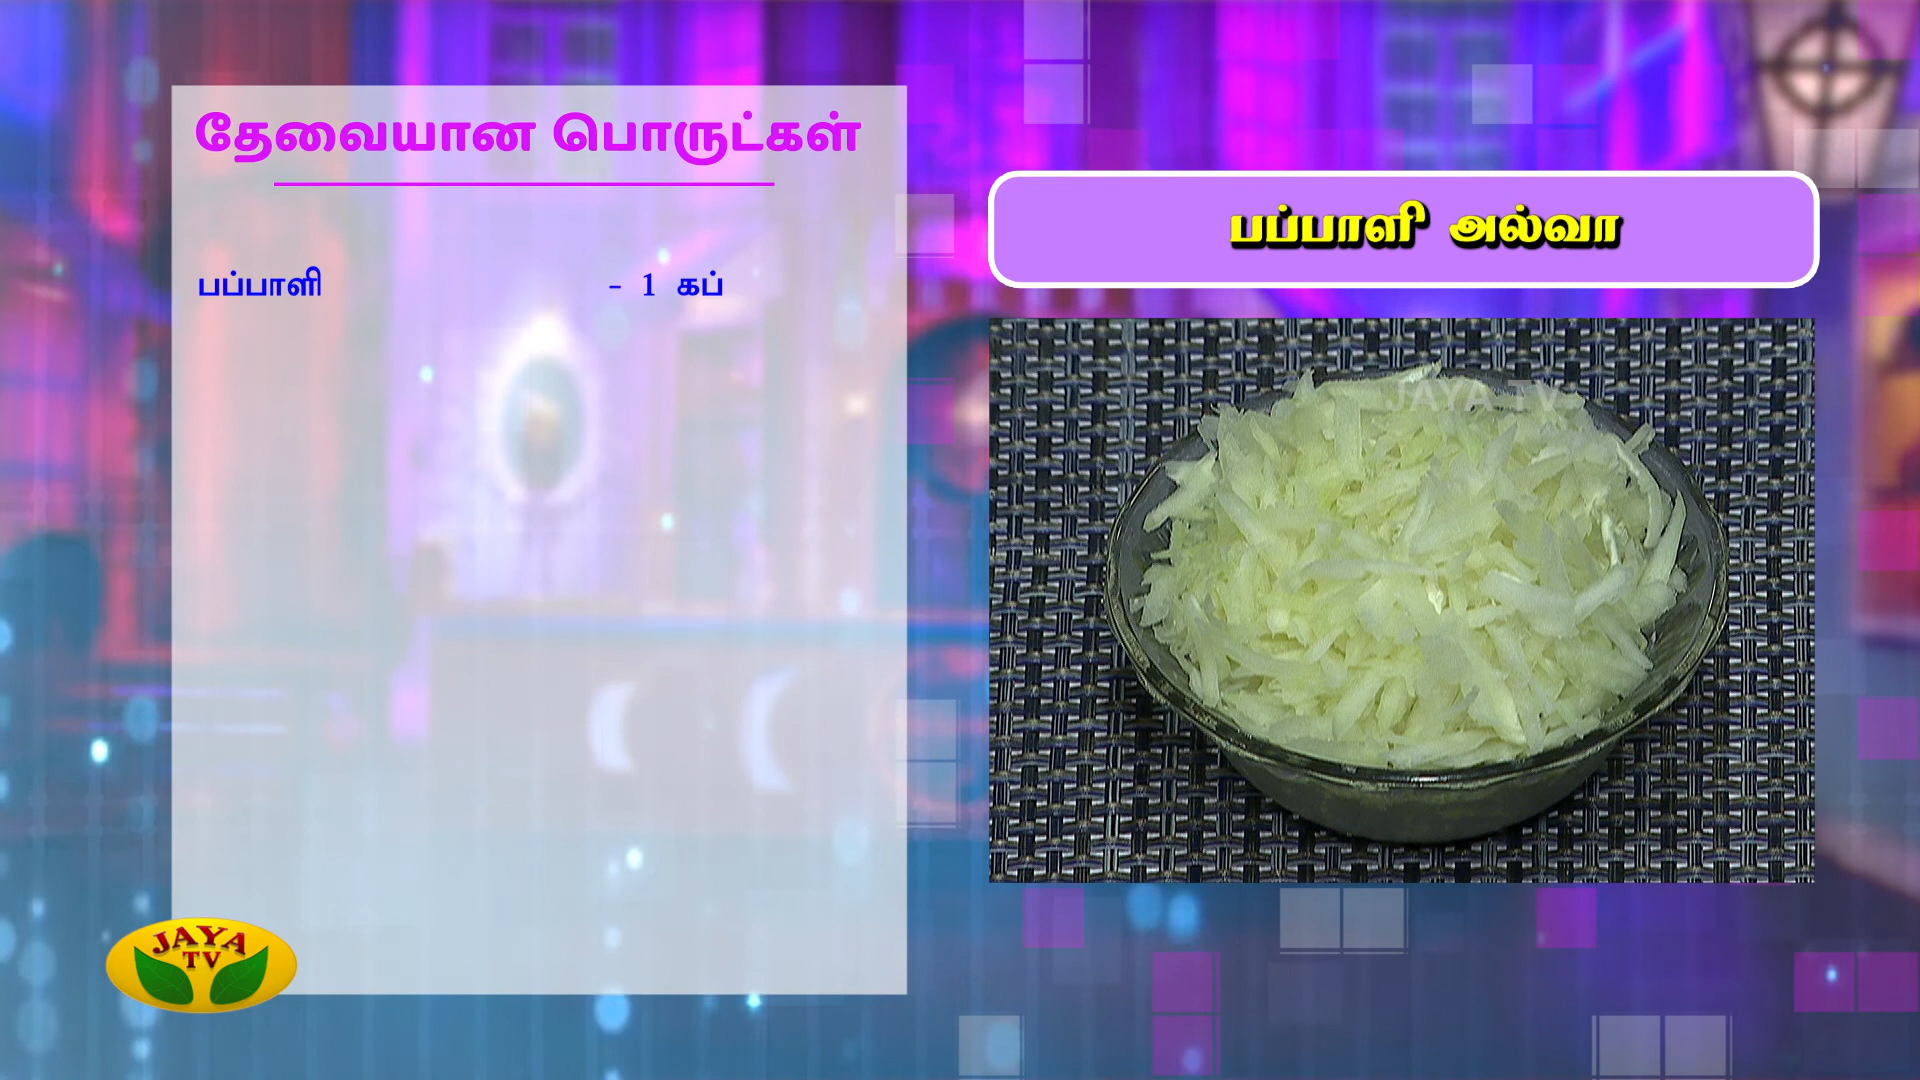 தேவையான பொருட்கள்
பப்பாளி - 1 கப்
பப்பாளி அல்வா
JAYA TV
JAYA
TV